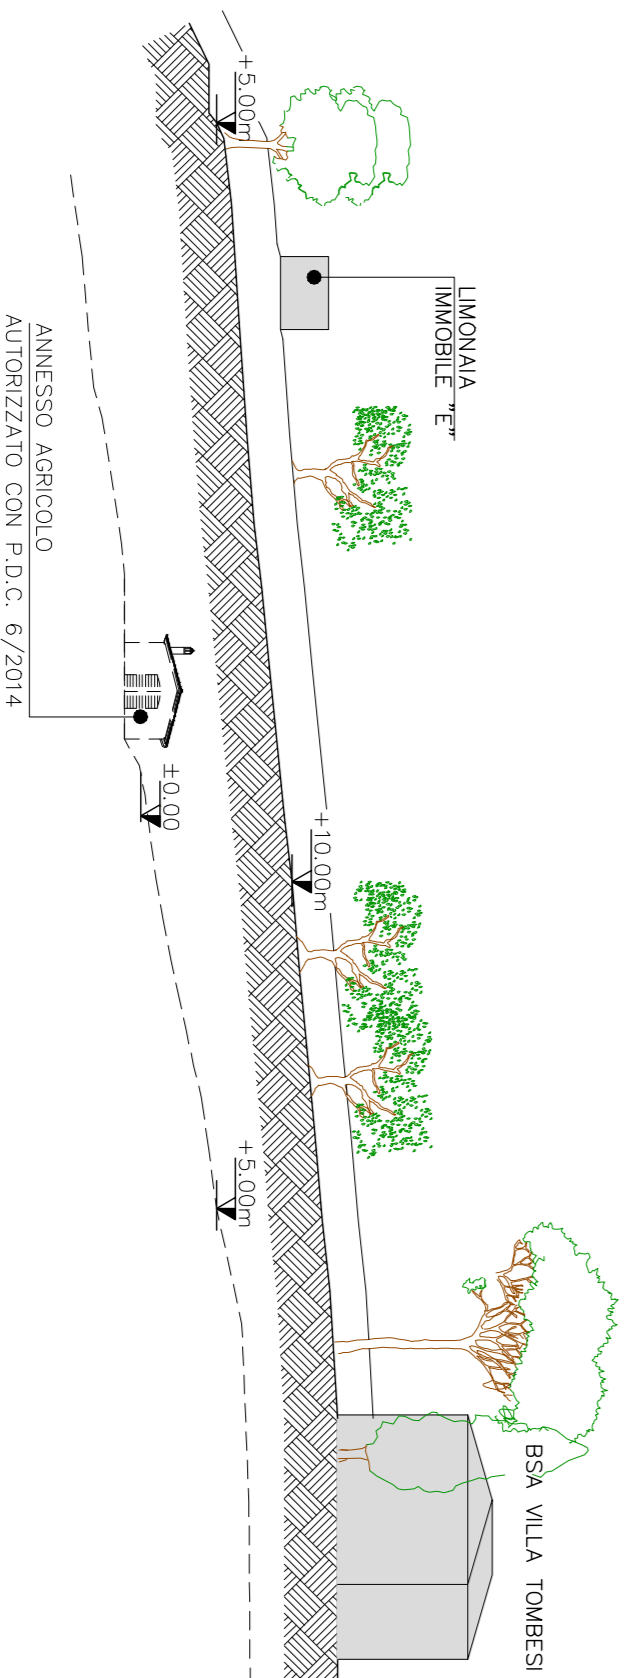 +5.00m
LIMONAIA
IMMOBILE "E"
BSA VILLA TOMBESI
+10.00m
±0.00
+5.00m
ANNESSO AGRICOLO
AUTORIZZATO CON P.D.C. 6/2014